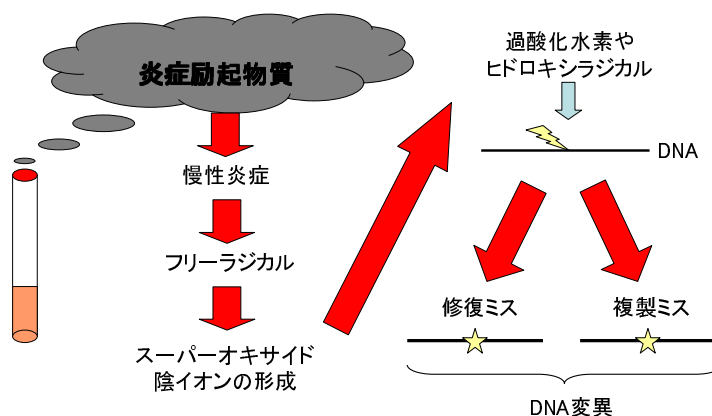 炎症励起物質
慢性炎症
フリーラジカル
スーパーオキサイド
陰イオンの形成
過酸化水素や
ヒドロキシラジカル
DNA
修復ミス
複製ミス
DNA変異